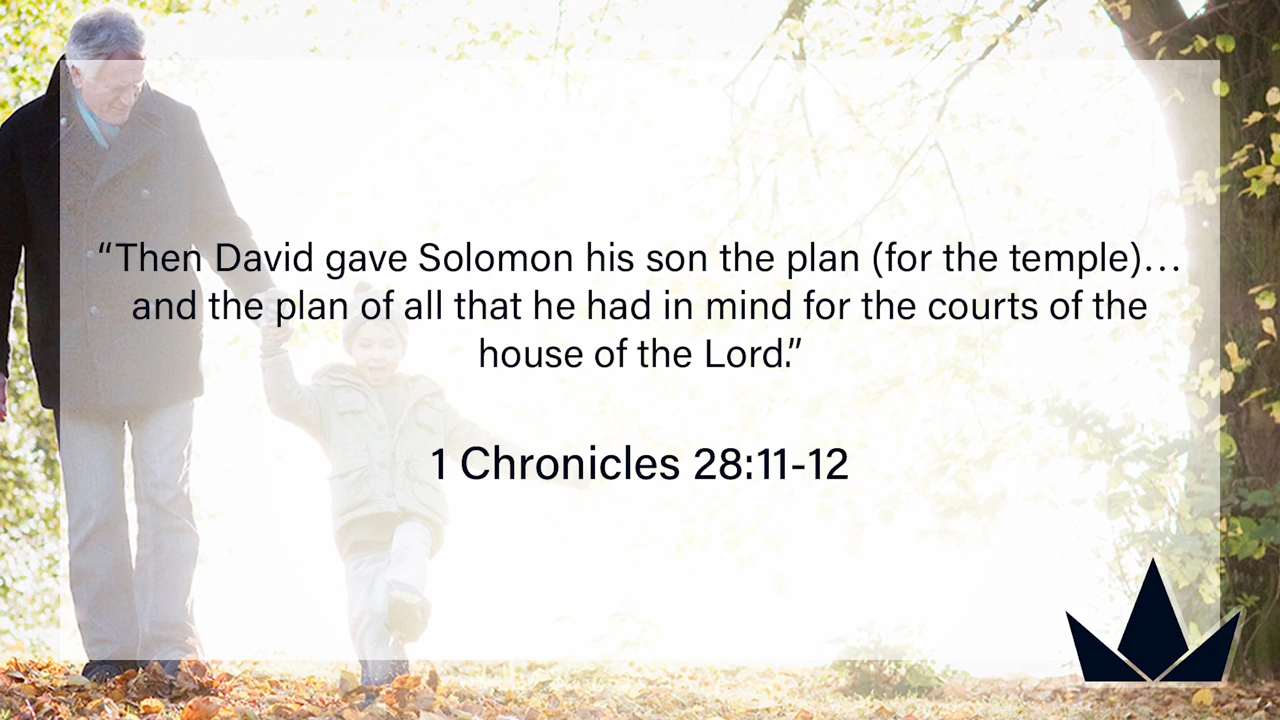 “Then David gave Solomon his son the plan (for the temple)…
and the plan of all that he had in mind for the courts of the
house of the Lord.”
1 Chronicles 28:11-12